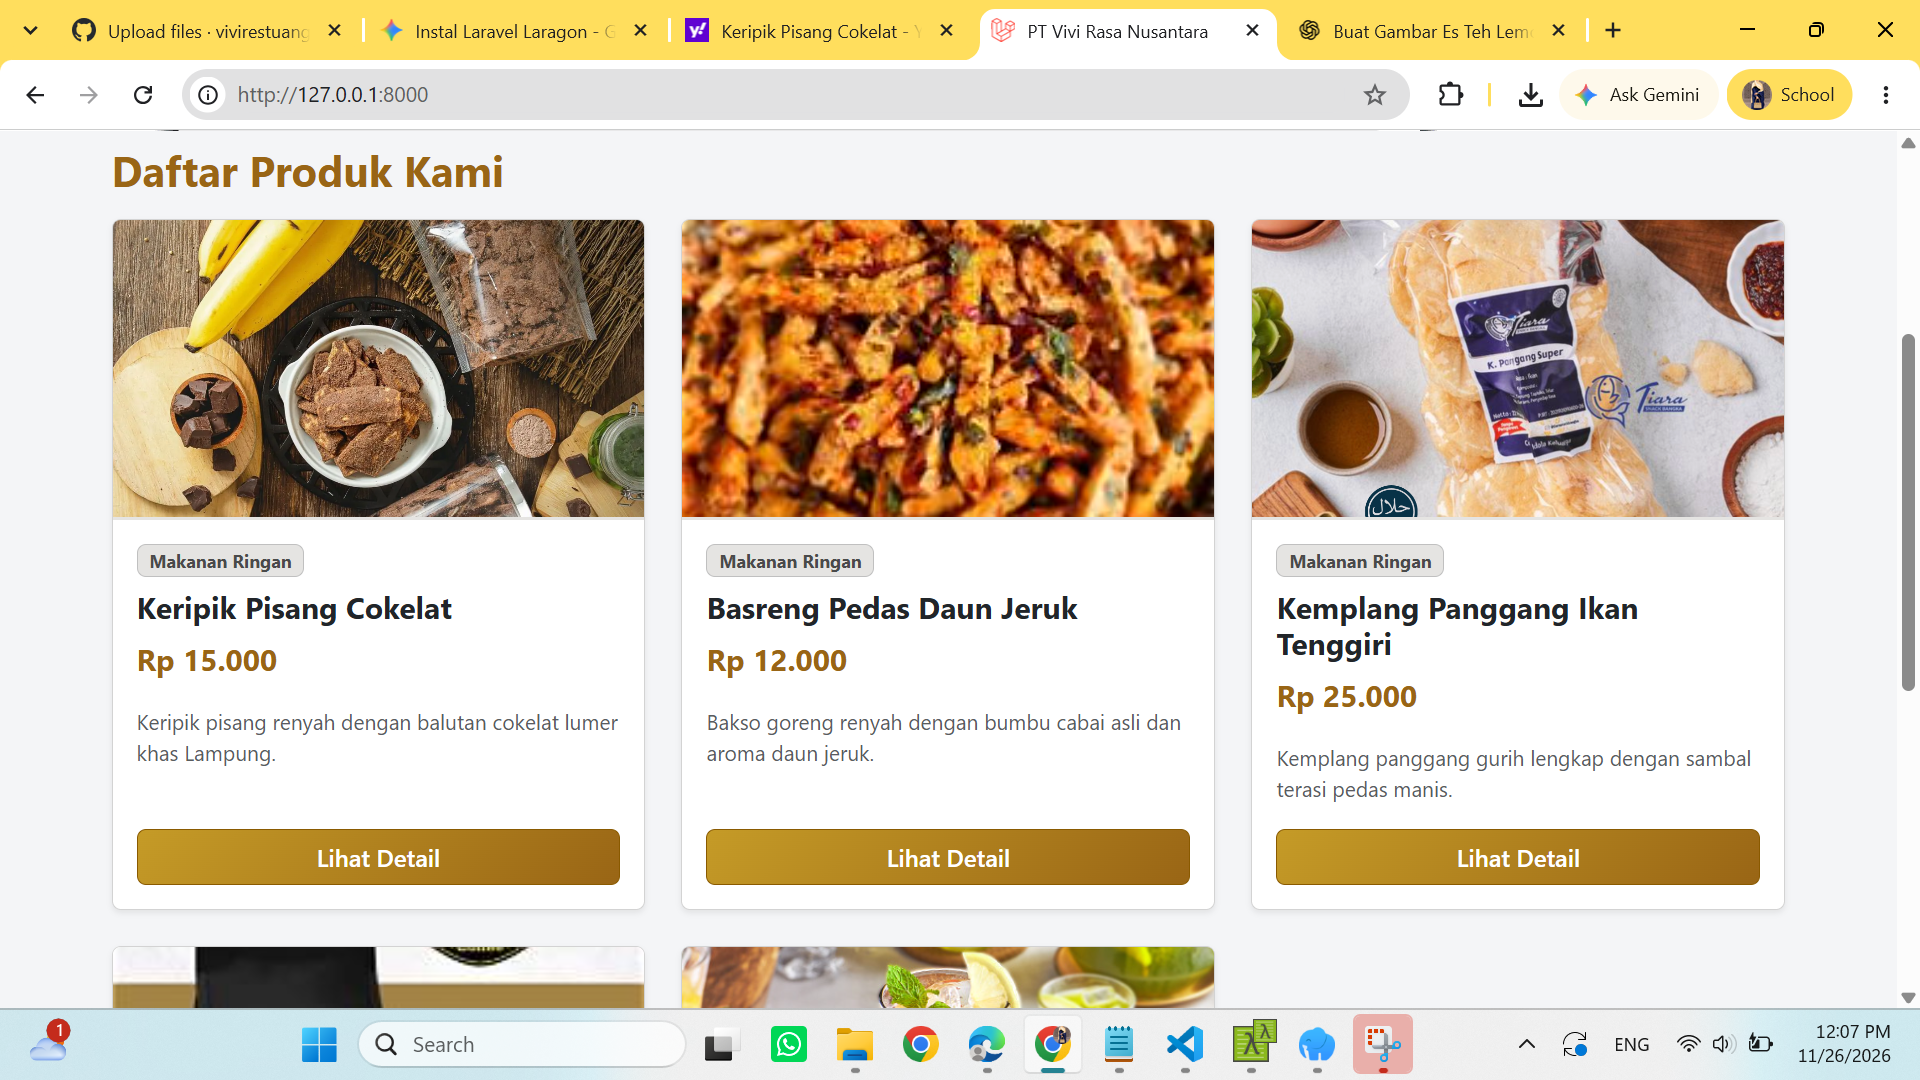 Upload files · vivirestuang
Instal Laravel Laragon - G
Keripik Pisang Cokelat - Y
PT Vivi Rasa Nusantara
Buat Gambar Es Teh Lem
http://127.0.0.1:8000
Ask Gemini
School
Daftar Produk Kami
Tiara
K. Pangang Super
Tiara
حلال
Makanan Ringan
Keripik Pisang Cokelat
Rp 15.000
Keripik pisang renyah dengan balutan cokelat lumer
khas Lampung.
Lihat Detail
Makanan Ringan
Basreng Pedas Daun Jeruk
Rp 12.000
Bakso goreng renyah dengan bumbu cabai asli dan
aroma daun jeruk.
Lihat Detail
Makanan Ringan
Kemplang Panggang Ikan
Tenggiri
Rp 25.000
Kemplang panggang gurih lengkap dengan sambal
terasi pedas manis.
Lihat Detail
1
Search
ENG
12:07 PM
11/26/2026